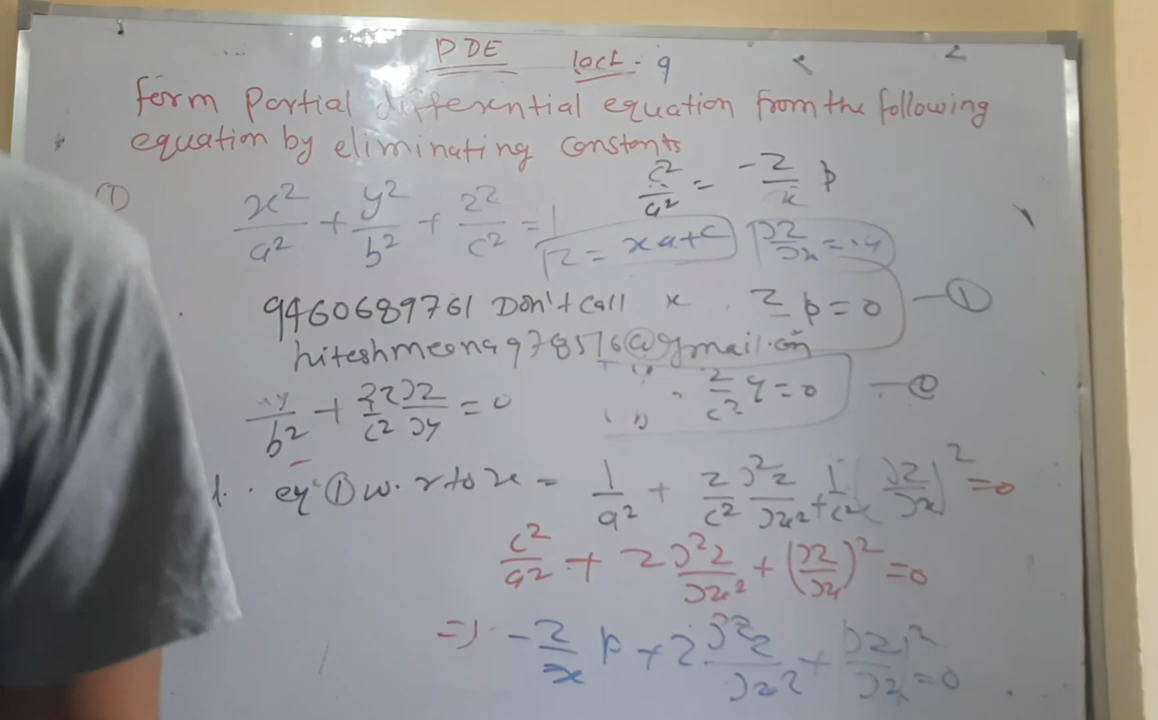 PDE lect. 9
Form Partial differential equation from the following
equation by eliminating constants
① x²/a² + y²/b² + z²/c² = 1
c²/a² = -z/x p
z = xa+c
∂z/∂x = a
9460689761 Don't call
z p = 0 — ①
hiteshmeena978576@gmail.com
z/c² q = 0 — ②
b² + 2z/c² ∂z/∂y = 0
eqⁿ ① w. r to x = 1/a² + z/c² ∂²z/∂x² + 1/c² (∂z/∂x)² = 0
c²/a² + z ∂²z/∂x² + (∂z/∂x)² = 0
=> -z/x p + z ∂²z/∂x² + (∂z/∂x)² = 0